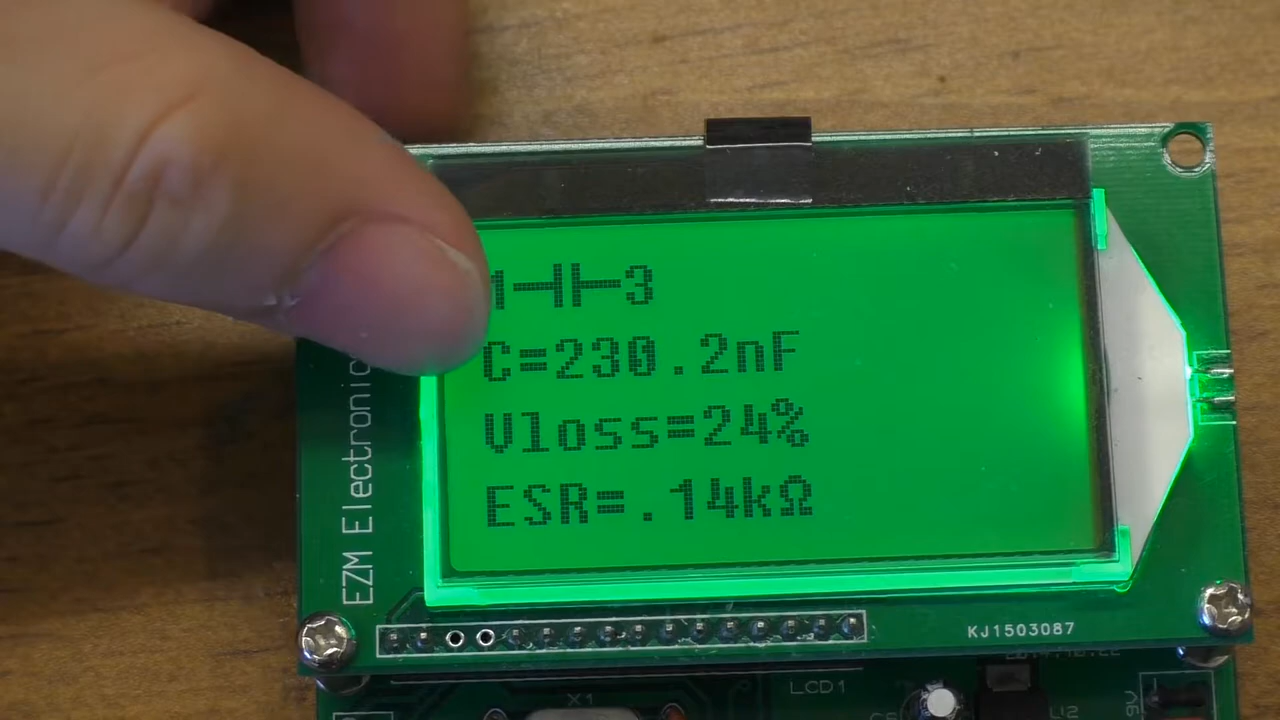 1⊣⊢3
C=230.2nF
Vloss=24%
ESR=.14kΩ
EZM Electronic
KJ1503087
LCD1
X1
9V